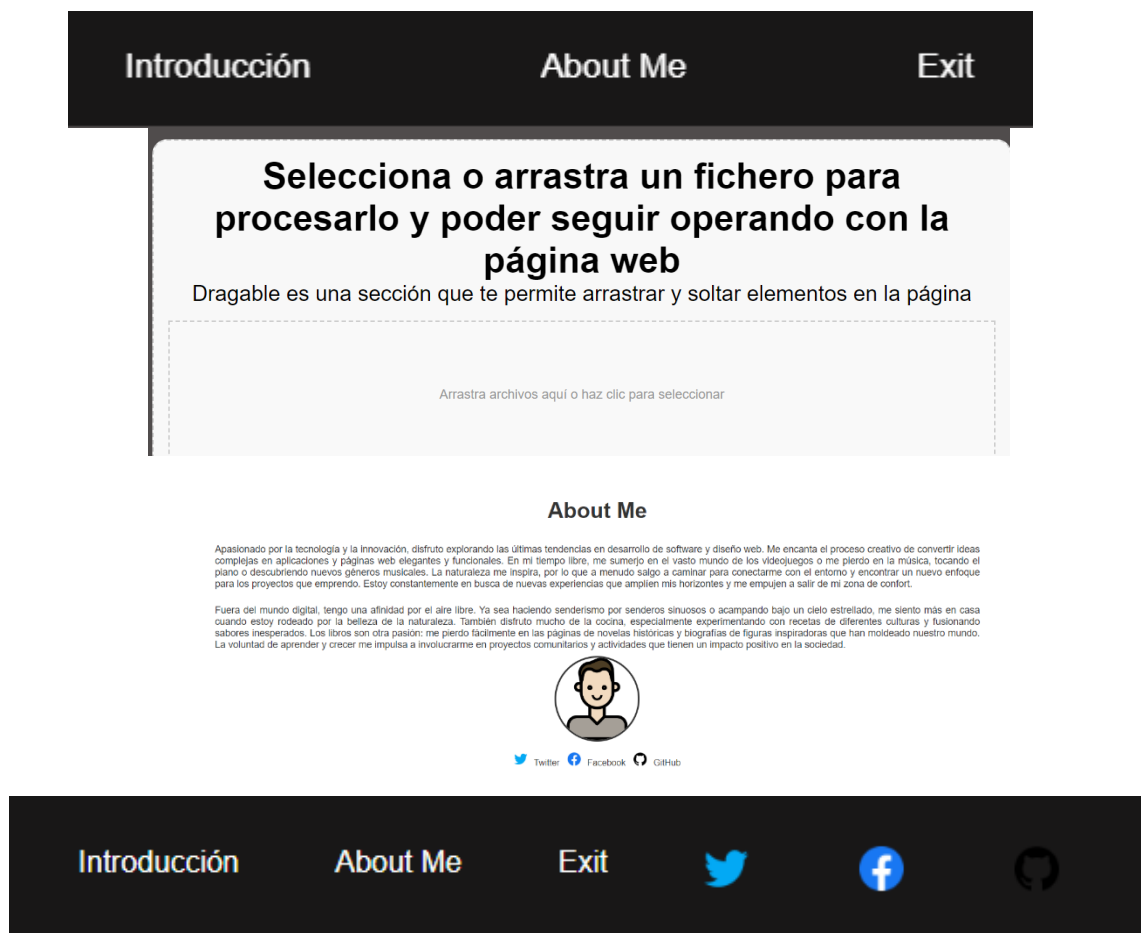 Introducción About Me Exit
Selecciona o arrastra un fichero para
procesarlo y poder seguir operando con la
página web
Dragable es una sección que te permite arrastrar y soltar elementos en la página
Arrastra archivos aquí o haz clic para seleccionar
About Me
Apasionado por la tecnología y la innovación, disfruto explorando las últimas tendencias en desarrollo de software y diseño web. Me encanta el proceso creativo de convertir ideas
complejas en aplicaciones y páginas web elegantes y funcionales. En mi tiempo libre, me sumerjo en el vasto mundo de los videojuegos o me pierdo en la música, tocando el
piano o descubriendo nuevos géneros musicales. La naturaleza me inspira, por lo que a menudo salgo a caminar para conectarme con el entorno y encontrar un nuevo enfoque
para los proyectos que emprendo. Estoy constantemente en busca de nuevas experiencias que amplíen mis horizontes y me empujen a salir de mi zona de confort.
Fuera del mundo digital, tengo una afinidad por el aire libre. Ya sea haciendo senderismo por senderos sinuosos o acampando bajo un cielo estrellado, me siento más en casa
cuando estoy rodeado por la belleza de la naturaleza. También disfruto mucho de la cocina, especialmente experimentando con recetas de diferentes culturas y fusionando
sabores inesperados. Los libros son otra pasión: me pierdo fácilmente en las páginas de novelas históricas y biografías de figuras inspiradoras que han moldeado nuestro mundo.
La voluntad de aprender y crecer me impulsa a involucrarme en proyectos comunitarios y actividades que tienen un impacto positivo en la sociedad.
Twitter Facebook GitHub
Introducción About Me Exit